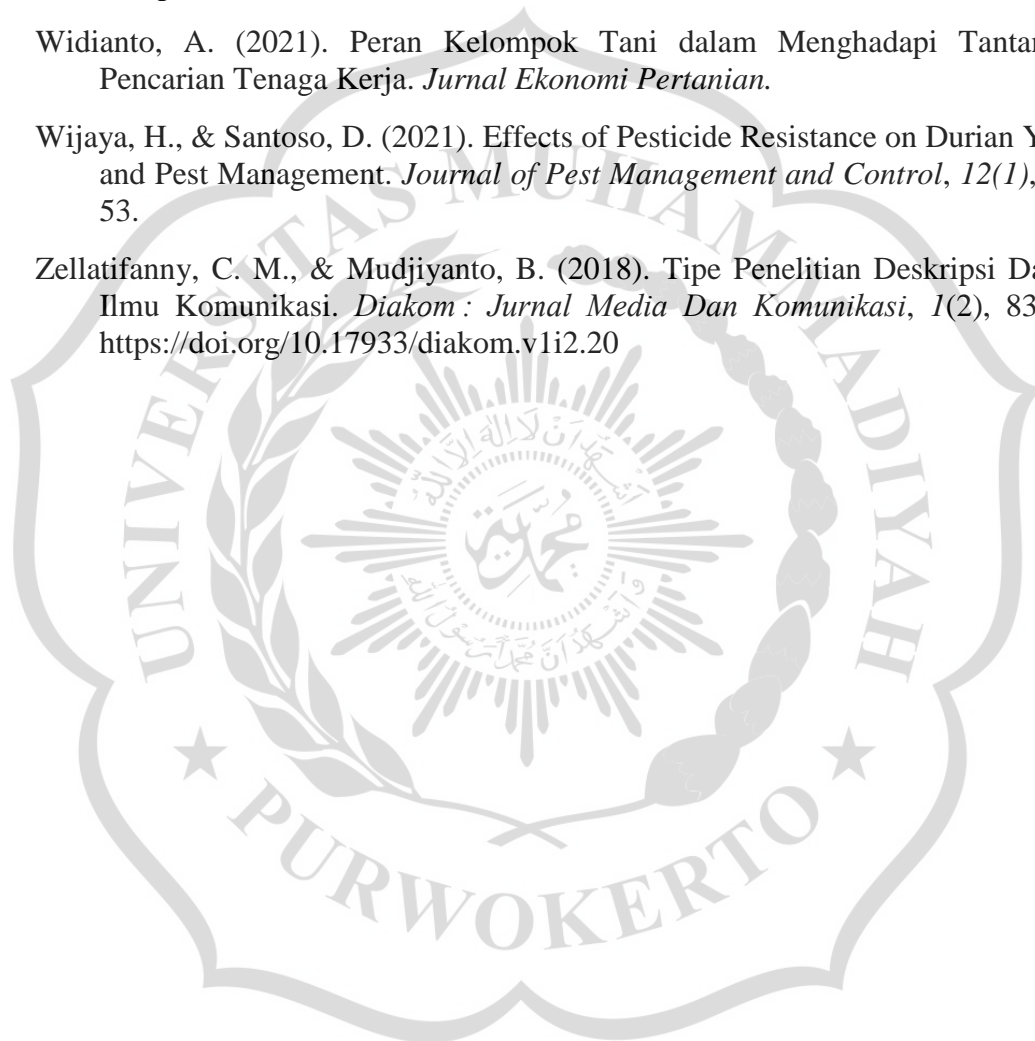 Widianto, A. (2021). Peran Kelompok Tani dalam Menghadapi
Pencarian Tenaga Kerja. Jurnal Ekonomi Pertanian.
Wijaya, H., & Santoso, D. (2021). Effects of Pesticide Resistance on Durian
and Pest Management. Journal of Pest Management and Control, 12(1),
53.
Zellatifanny, C. M., & Mudjiyanto, B. (2018). Tipe Penelitian Deskripsi
Ilmu Komunikasi. Diakom : Jurnal Media Dan Komunikasi, 1(2), 83
https://doi.org/10.17933/diakom.v1i2.20
UNIVERSITAS MUHAMMADIYAH
PURWOKERTO